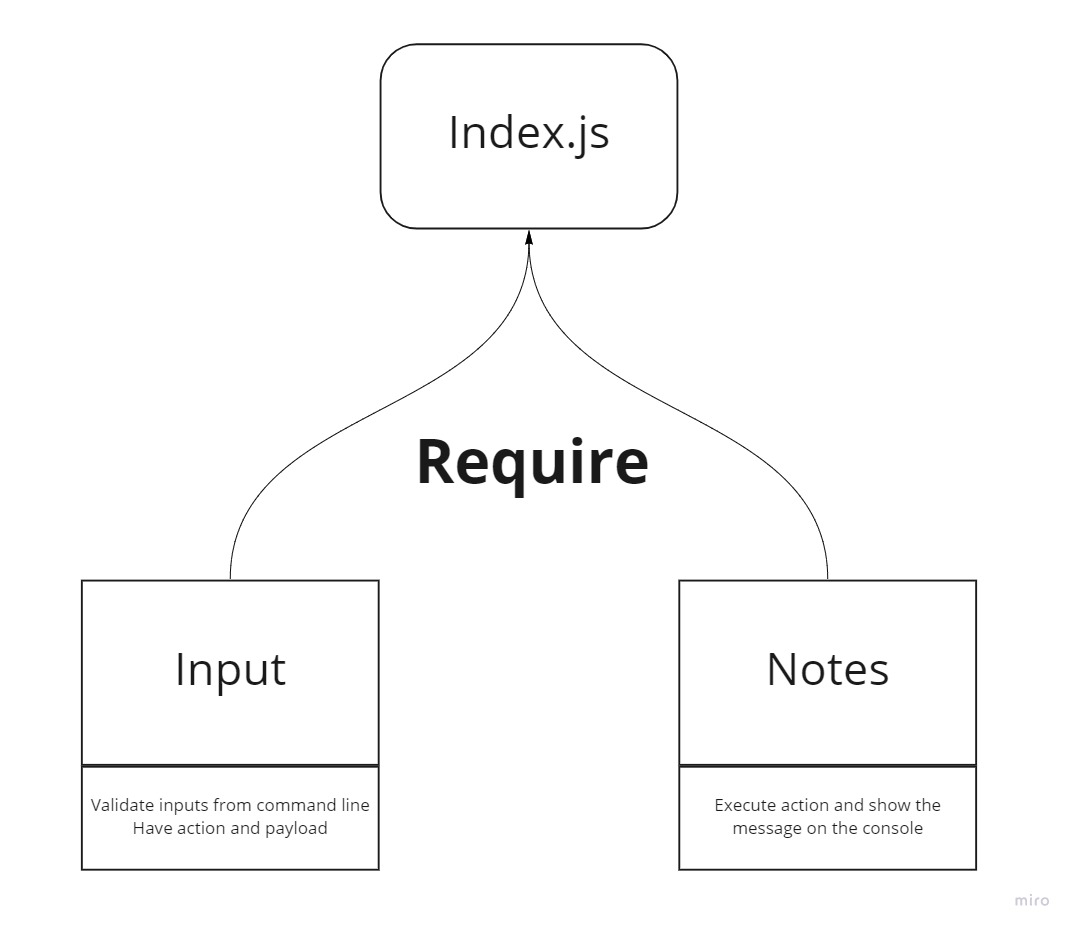 Index.js
Require
Input
Notes
Validate inputs from command line
Have action and payload
Execute action and show the
message on the console
miro